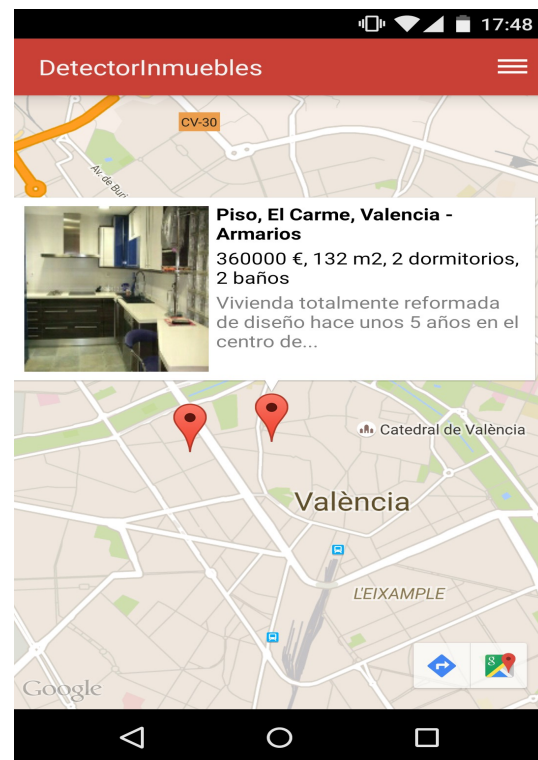 17:48
DetectorInmuebles
CV-30
Av. de Bur
Piso, El Carme, Valencia -
Armarios
360000 €, 132 m2, 2 dormitorios,
2 baños
Vivienda totalmente reformada
de diseño hace unos 5 años en el
centro de...
Catedral de València
València
L'EIXAMPLE
8
Google